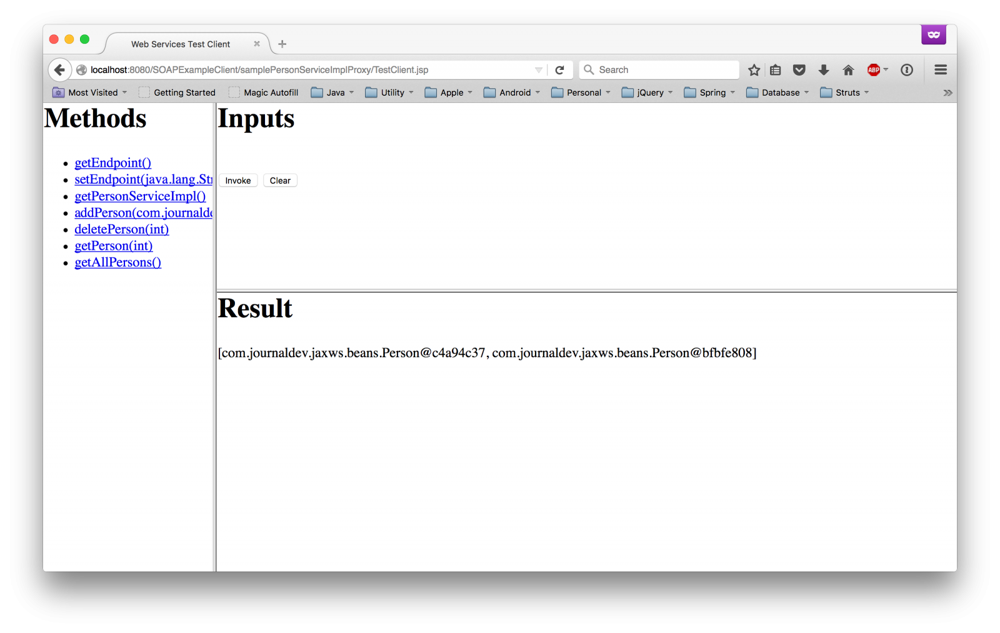 Web Services Test Client
localhost:8080/SOAPExampleClient/samplePersonServiceImplProxy/TestClient.jsp
Search
ABP
Most Visited Getting Started Magic Autofill Java Utility Apple Android Personal jQuery Spring Database Struts
Methods
getEndpoint()
setEndpoint(java.lang.Str
getPersonServiceImpl()
addPerson(com.journalde
deletePerson(int)
getPerson(int)
getAllPersons()
Inputs
Invoke Clear
Result
[com.journaldev.jaxws.beans.Person@c4a94c37, com.journaldev.jaxws.beans.Person@bfbfe808]